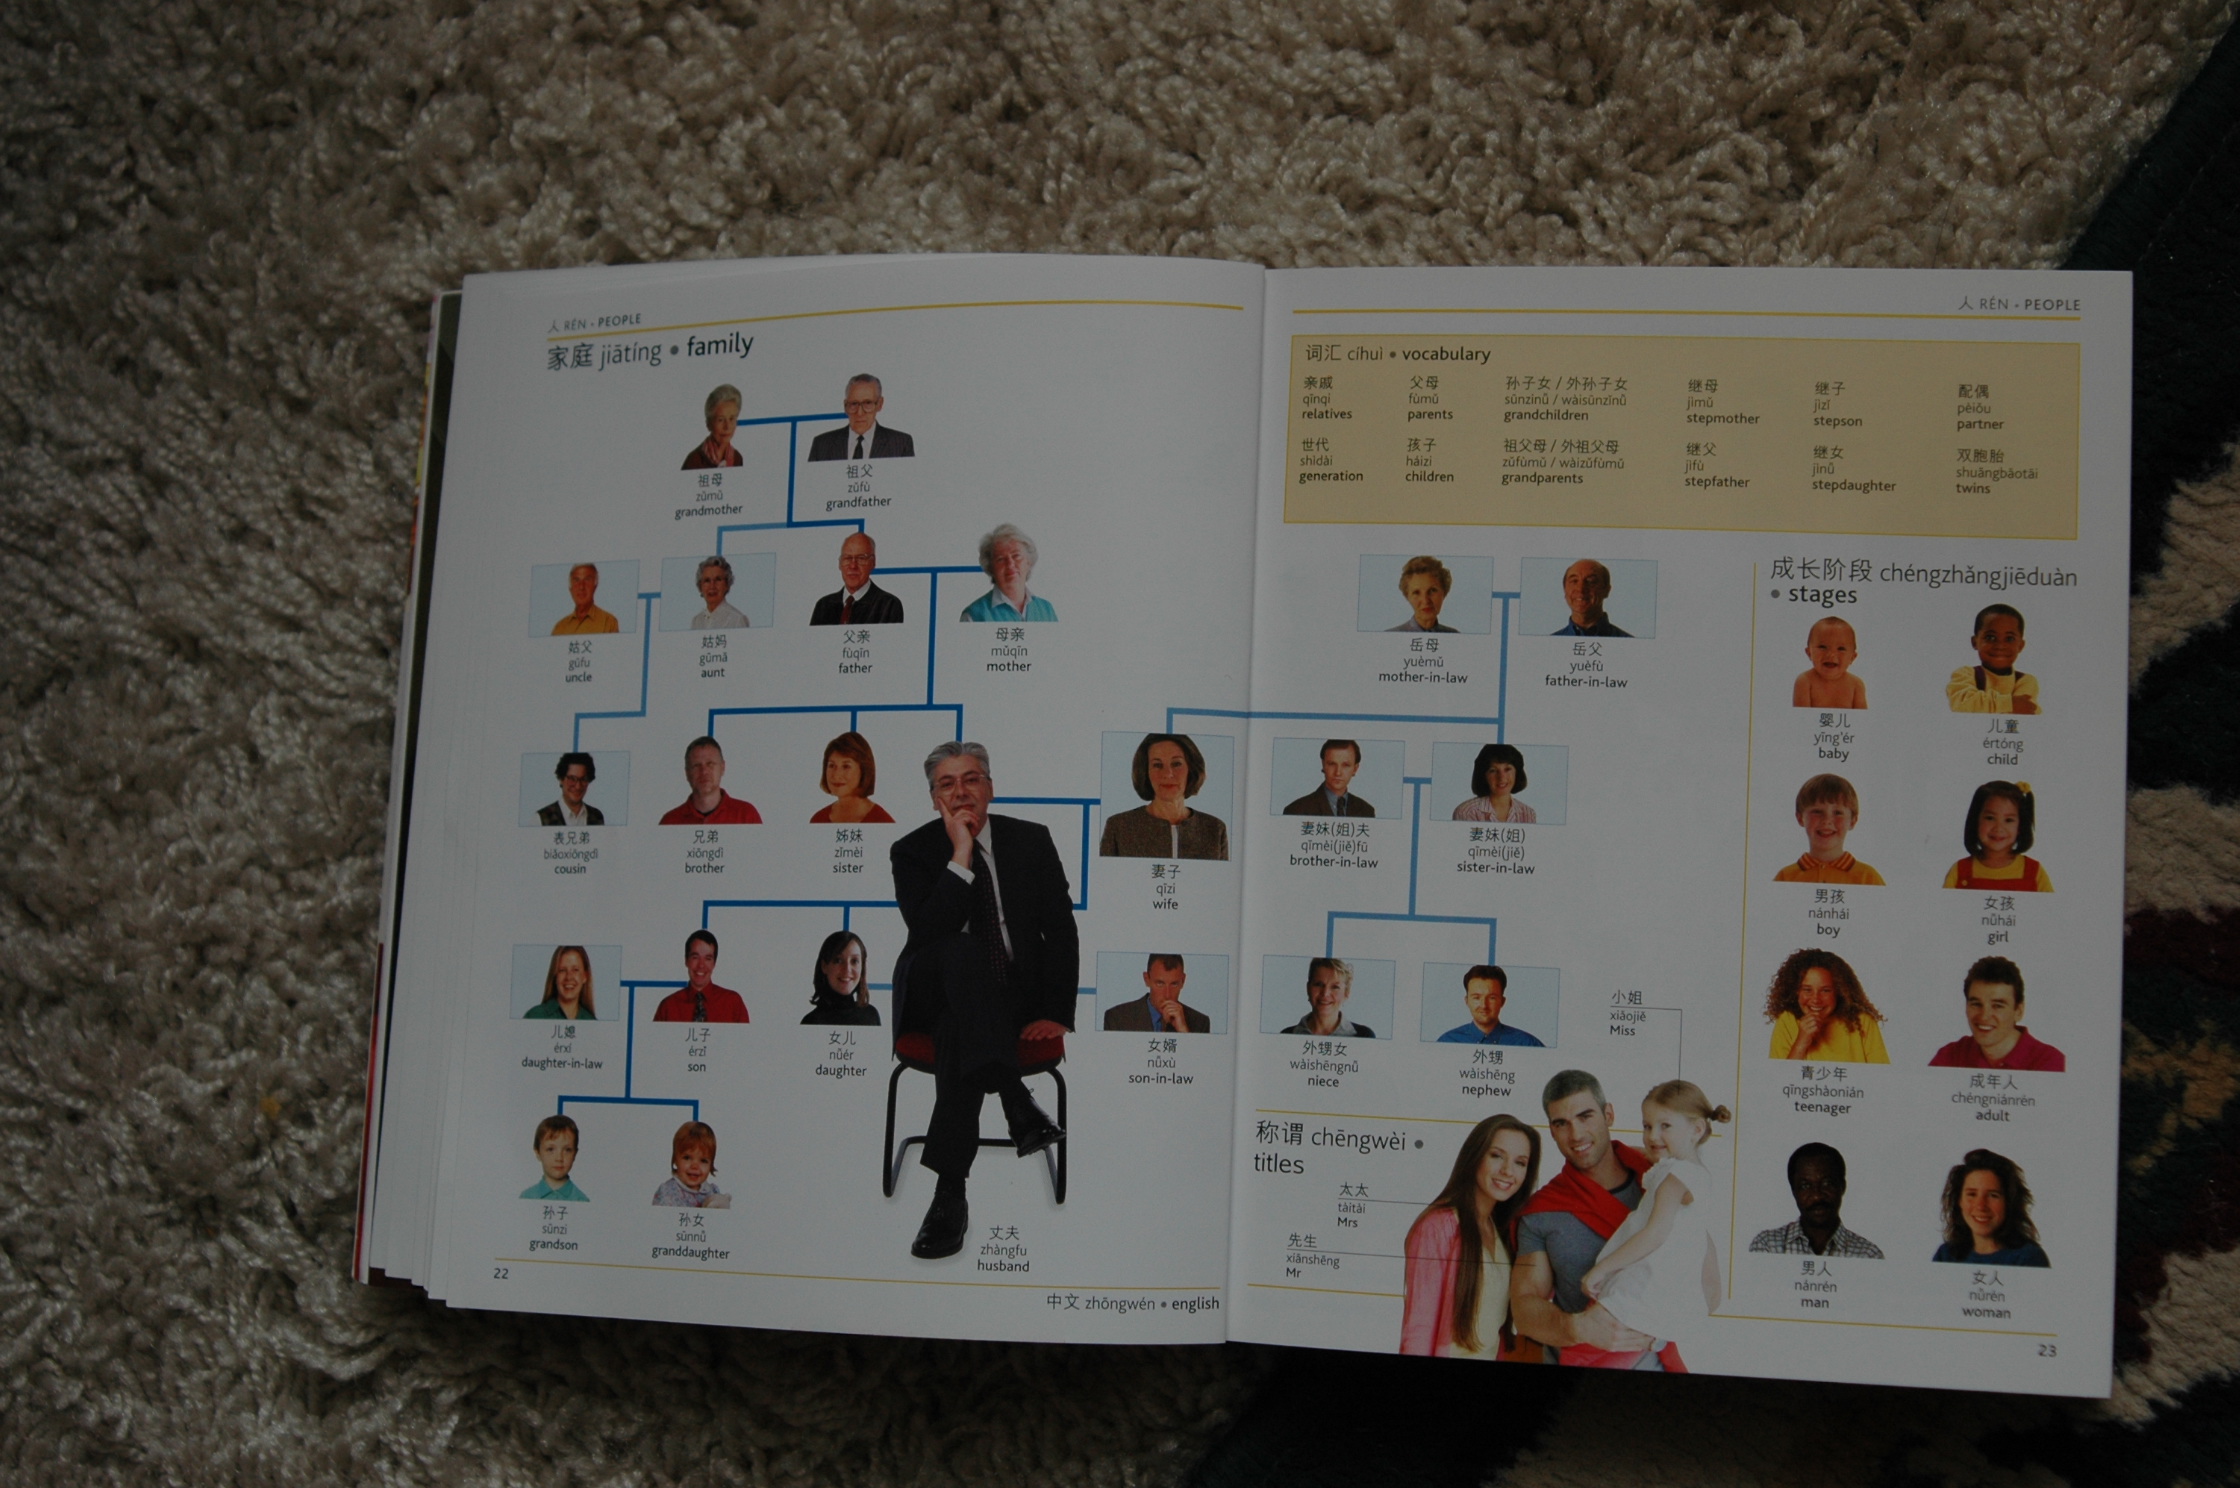 人 RÉN • PEOPLE
家庭 jiātíng • family
祖母
zǔmǔ
grandmother
祖父
zǔfù
grandfather
姑父
gūfu
uncle
姑妈
gūmā
aunt
父亲
fùqīn
father
母亲
mǔqīn
mother
表兄弟
biǎoxiōngdì
cousin
兄弟
xiōngdì
brother
姊妹
zǐmèi
sister
妻子
qīzi
wife
儿媳
érxí
daughter-in-law
儿子
érzǐ
son
女儿
nǚér
daughter
女婿
nǚxù
son-in-law
孙子
sūnzi
grandson
孙女
sūnnǚ
granddaughter
丈夫
zhàngfu
husband
22
中文 zhōngwén • english
人 RÉN • PEOPLE
词汇 cíhuì • vocabulary
亲戚
qīnqi
relatives
父母
fùmǔ
parents
孙子女 / 外孙子女
sūnzǐnǚ / wàisūnzǐnǚ
grandchildren
继母
jìmǔ
stepmother
继子
jìzǐ
stepson
配偶
pèiǒu
partner
世代
shìdài
generation
孩子
háizi
children
祖父母 / 外祖父母
zǔfùmǔ / wàizǔfùmǔ
grandparents
继父
jìfù
stepfather
继女
jìnǚ
stepdaughter
双胞胎
shuāngbāotāi
twins
岳母
yuèmǔ
mother-in-law
岳父
yuèfù
father-in-law
妻妹(姐)夫
qīmèi(jiě)fū
brother-in-law
妻妹(姐)
qīmèi(jiě)
sister-in-law
外甥女
wàishēngnǚ
niece
外甥
wàishēng
nephew
称谓 chēngwèi •
titles
太太
tàitài
Mrs
先生
xiānshēng
Mr
小姐
xiǎojiě
Miss
成长阶段 chéngzhǎngjiēduàn
• stages
婴儿
yīng'ér
baby
儿童
értóng
child
男孩
nánhái
boy
女孩
nǚhái
girl
青少年
qīngshàonián
teenager
成年人
chéngniánrén
adult
男人
nánrén
man
女人
nǚrén
woman
23